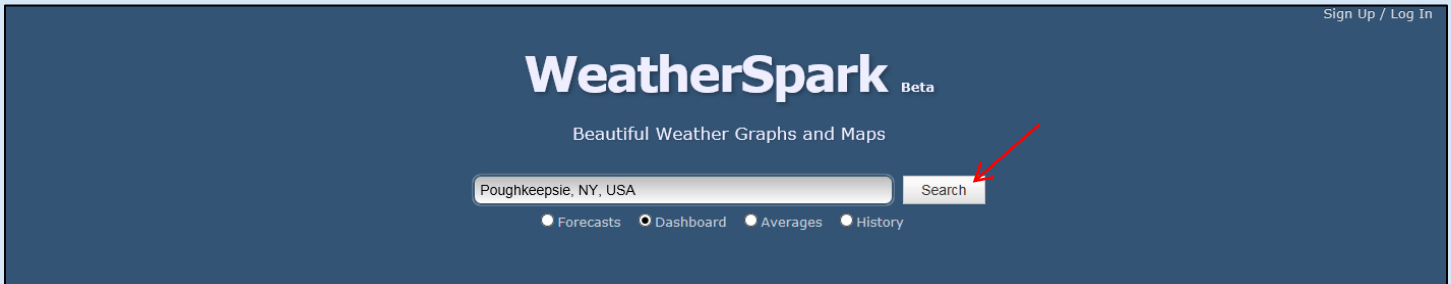 Sign Up / Log In
WeatherSpark Beta
Beautiful Weather Graphs and Maps
Poughkeepsie, NY, USA Search
Forecasts Dashboard Averages History